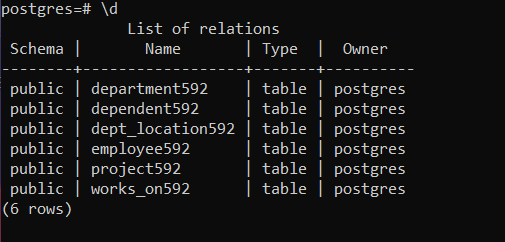 postgres=# \d
List of relations
Schema | Name | Type | Owner
--------+-----------------+-------+----------
public | department592 | table | postgres
public | dependent592 | table | postgres
public | dept_location592 | table | postgres
public | employee592 | table | postgres
public | project592 | table | postgres
public | works_on592 | table | postgres
(6 rows)